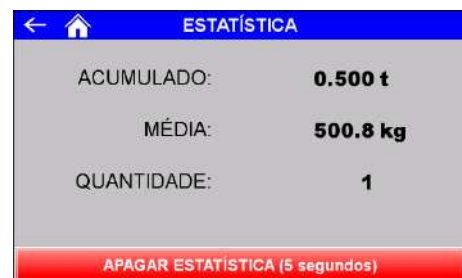 ESTATÍSTICA
ACUMULADO: 0.500 t
MÉDIA: 500.8 kg
QUANTIDADE: 1
APAGAR ESTATÍSTICA (5 segundos)